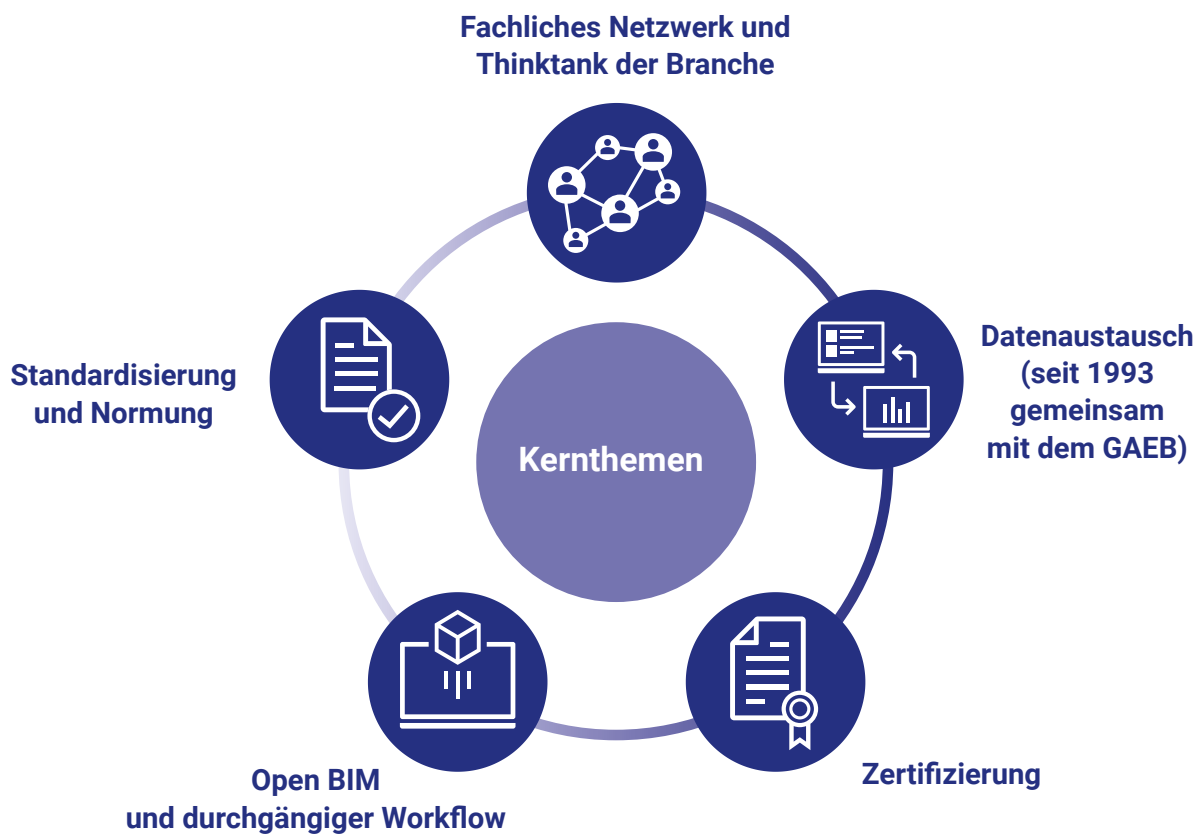 Fachliches Netzwerk und
Thinktank der Branche
Datenaustausch
(seit 1993
gemeinsam
mit dem GAEB)
Standardisierung
und Normung
Kernthemen
Zertifizierung
Open BIM
und durchgängiger Workflow